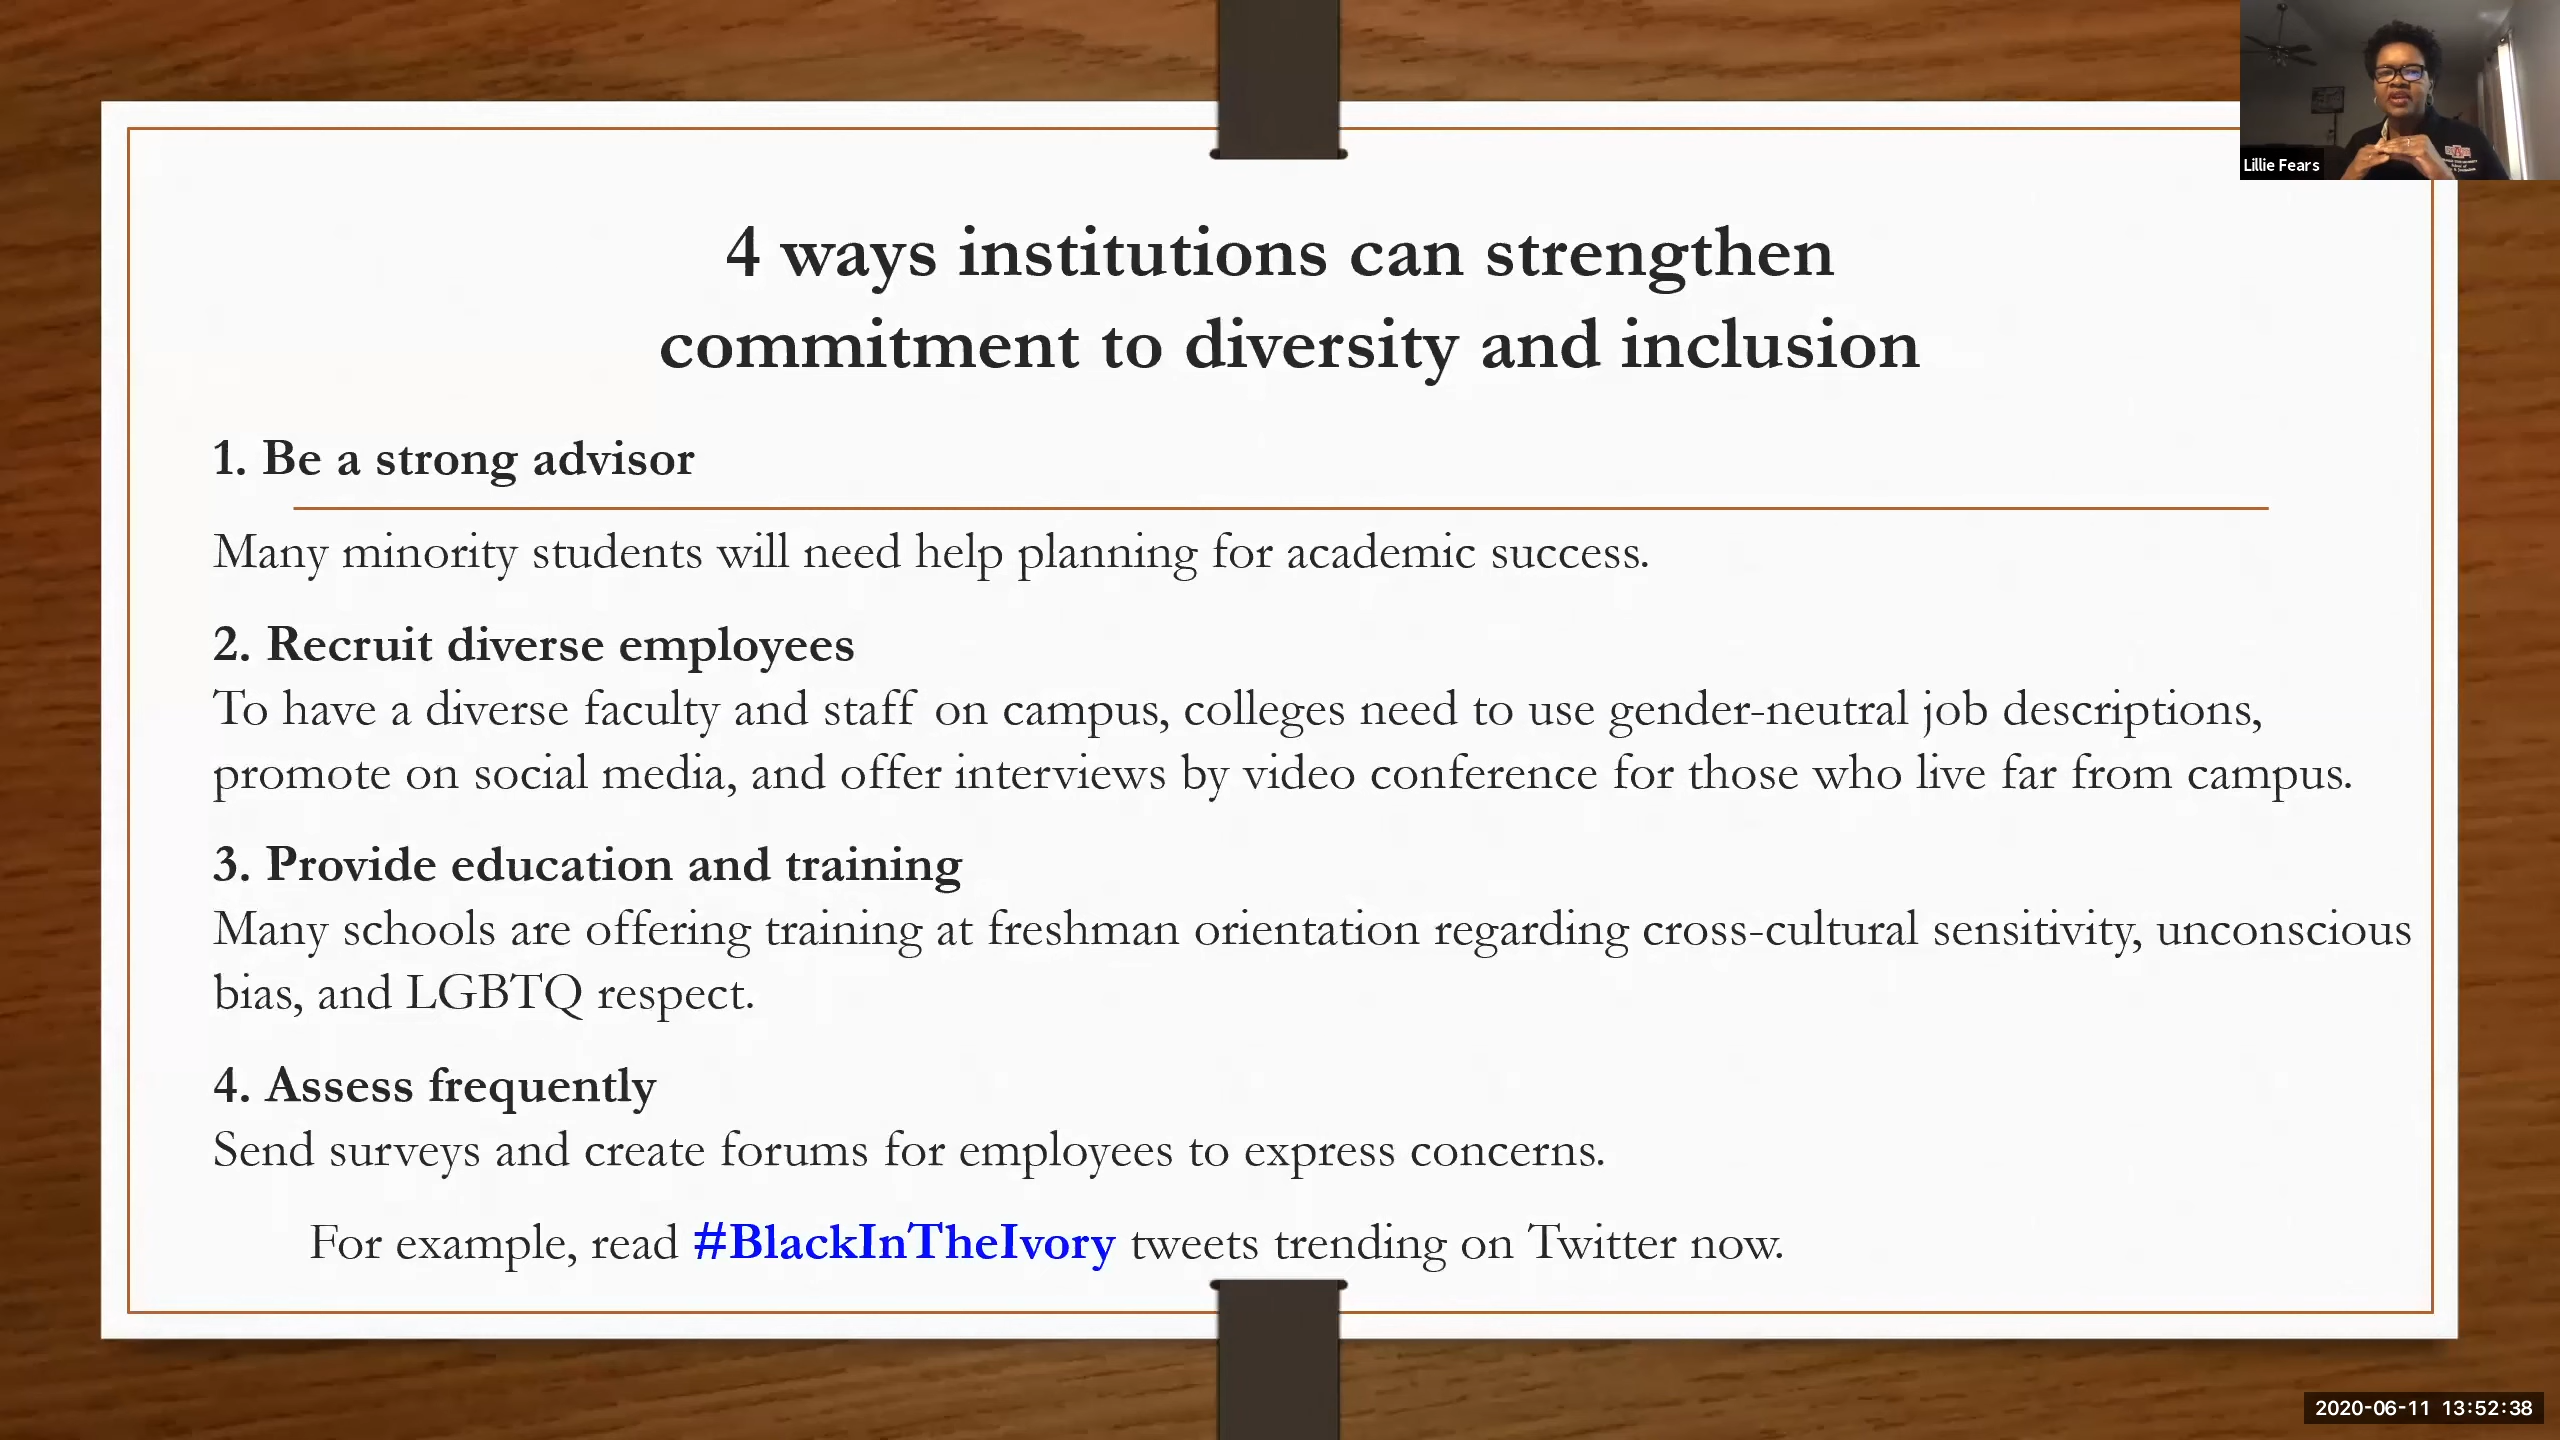 Lillie Fears
4 ways institutions can strengthen
commitment to diversity and inclusion
1. Be a strong advisor
Many minority students will need help planning for academic success.
2. Recruit diverse employees
To have a diverse faculty and staff on campus, colleges need to use gender-neutral job descriptions,
promote on social media, and offer interviews by video conference for those who live far from campus.
3. Provide education and training
Many schools are offering training at freshman orientation regarding cross-cultural sensitivity, unconscious
bias, and LGBTQ respect.
4. Assess frequently
Send surveys and create forums for employees to express concerns.
For example, read #BlackInTheIvory tweets trending on Twitter now.
2020-06-11 13:52:38